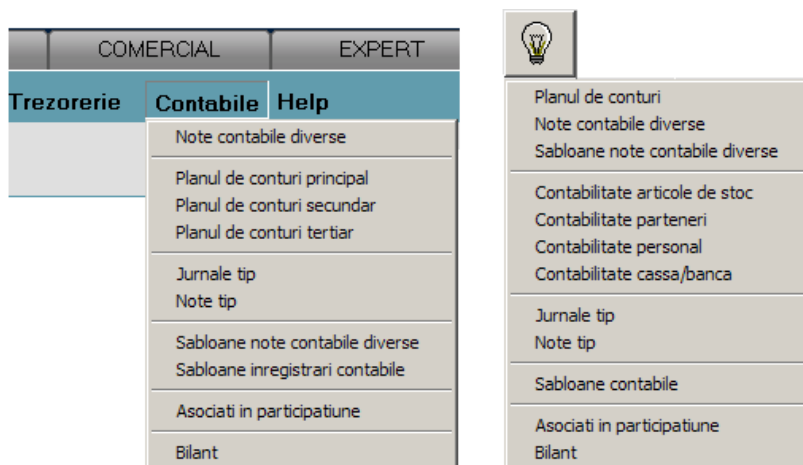 COMERCIAL EXPERT
Trezorerie Contabile Help
Note contabile diverse
Planul de conturi principal
Planul de conturi secundar
Planul de conturi tertiar
Jurnale tip
Note tip
Sabloane note contabile diverse
Sabloane inregistrari contabile
Asociati in participatiune
Bilant
Planul de conturi
Note contabile diverse
Sabloane note contabile diverse
Contabilitate articole de stoc
Contabilitate parteneri
Contabilitate personal
Contabilitate cassa/banca
Jurnale tip
Note tip
Sabloane contabile
Asociati in participatiune
Bilant